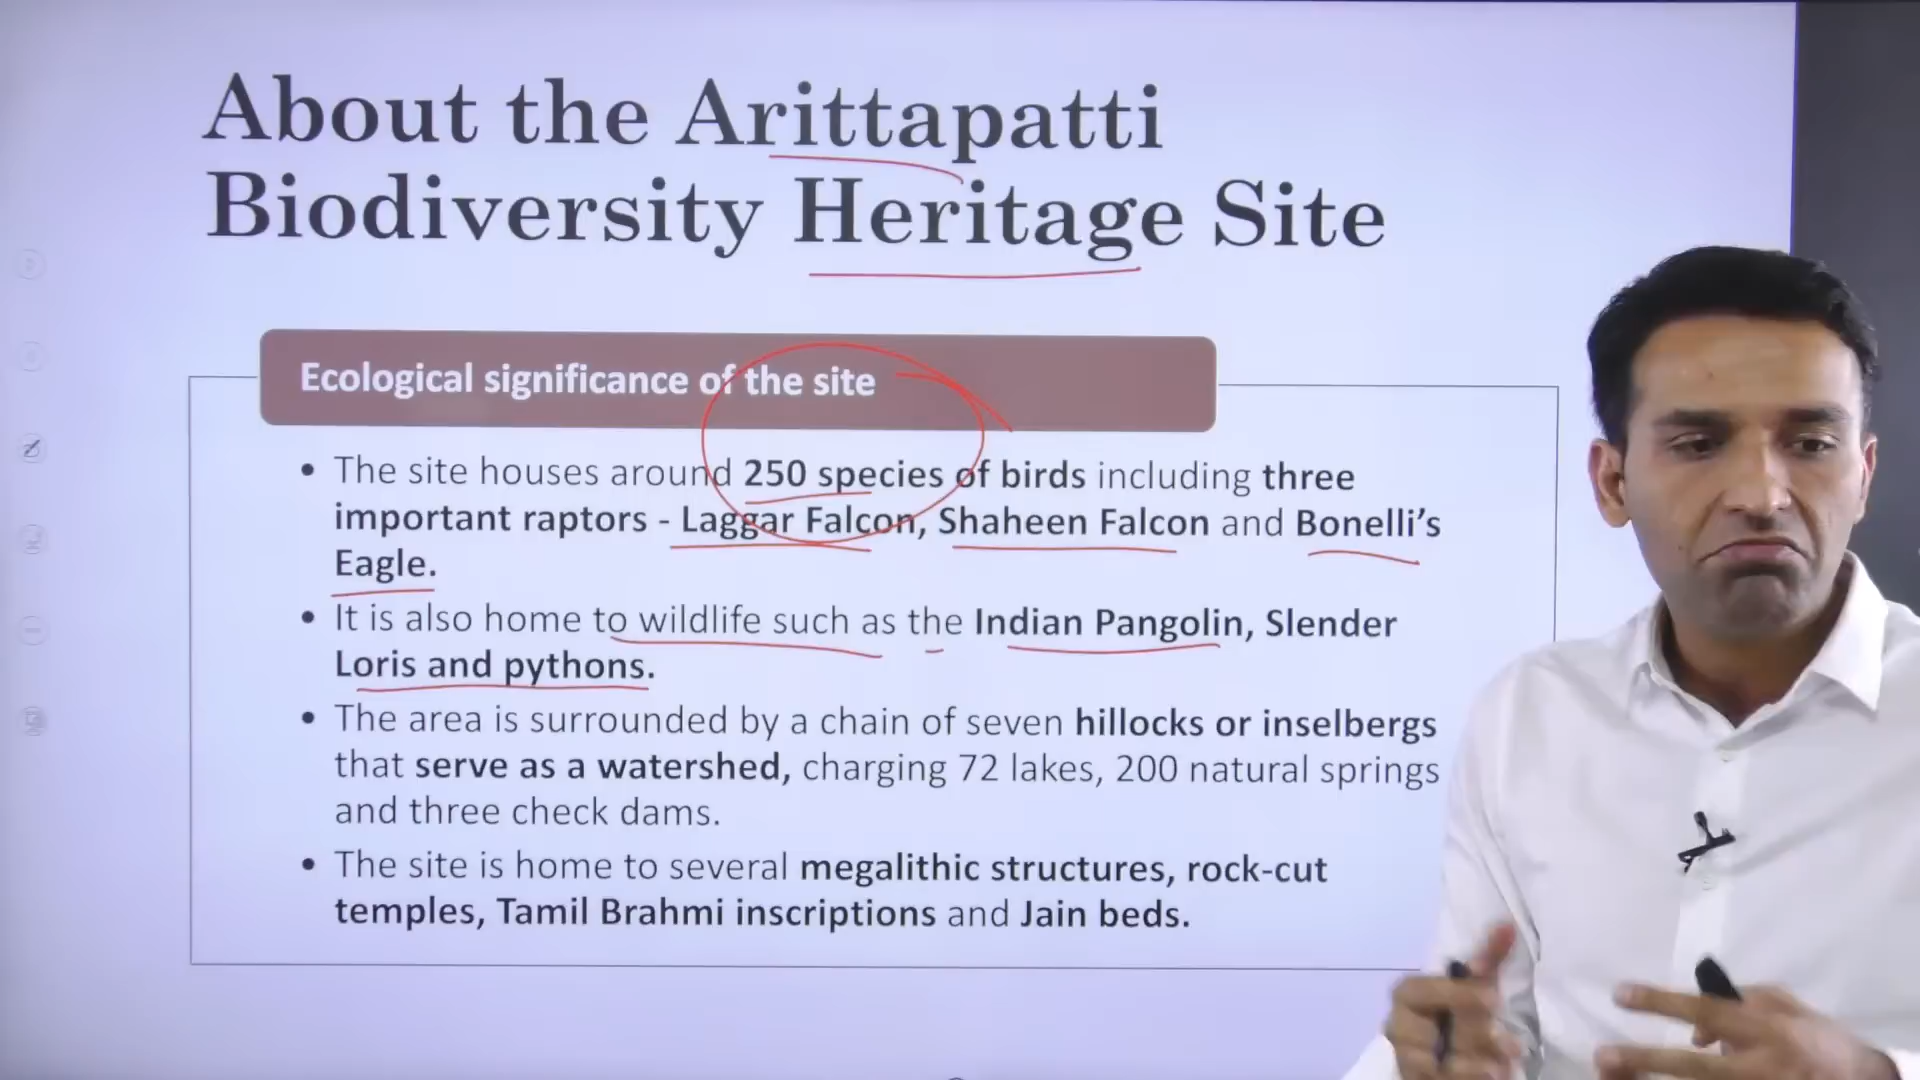 About the Arittapatti
Biodiversity Heritage Site
Ecological significance of the site
• The site houses around 250 species of birds including three
important raptors - Laggar Falcon, Shaheen Falcon and Bonelli’s
Eagle.
• It is also home to wildlife such as the Indian Pangolin, Slender
Loris and pythons.
• The area is surrounded by a chain of seven hillocks or inselbergs
that serve as a watershed, charging 72 lakes, 200 natural springs
and three check dams.
• The site is home to several megalithic structures, rock-cut
temples, Tamil Brahmi inscriptions and Jain beds.